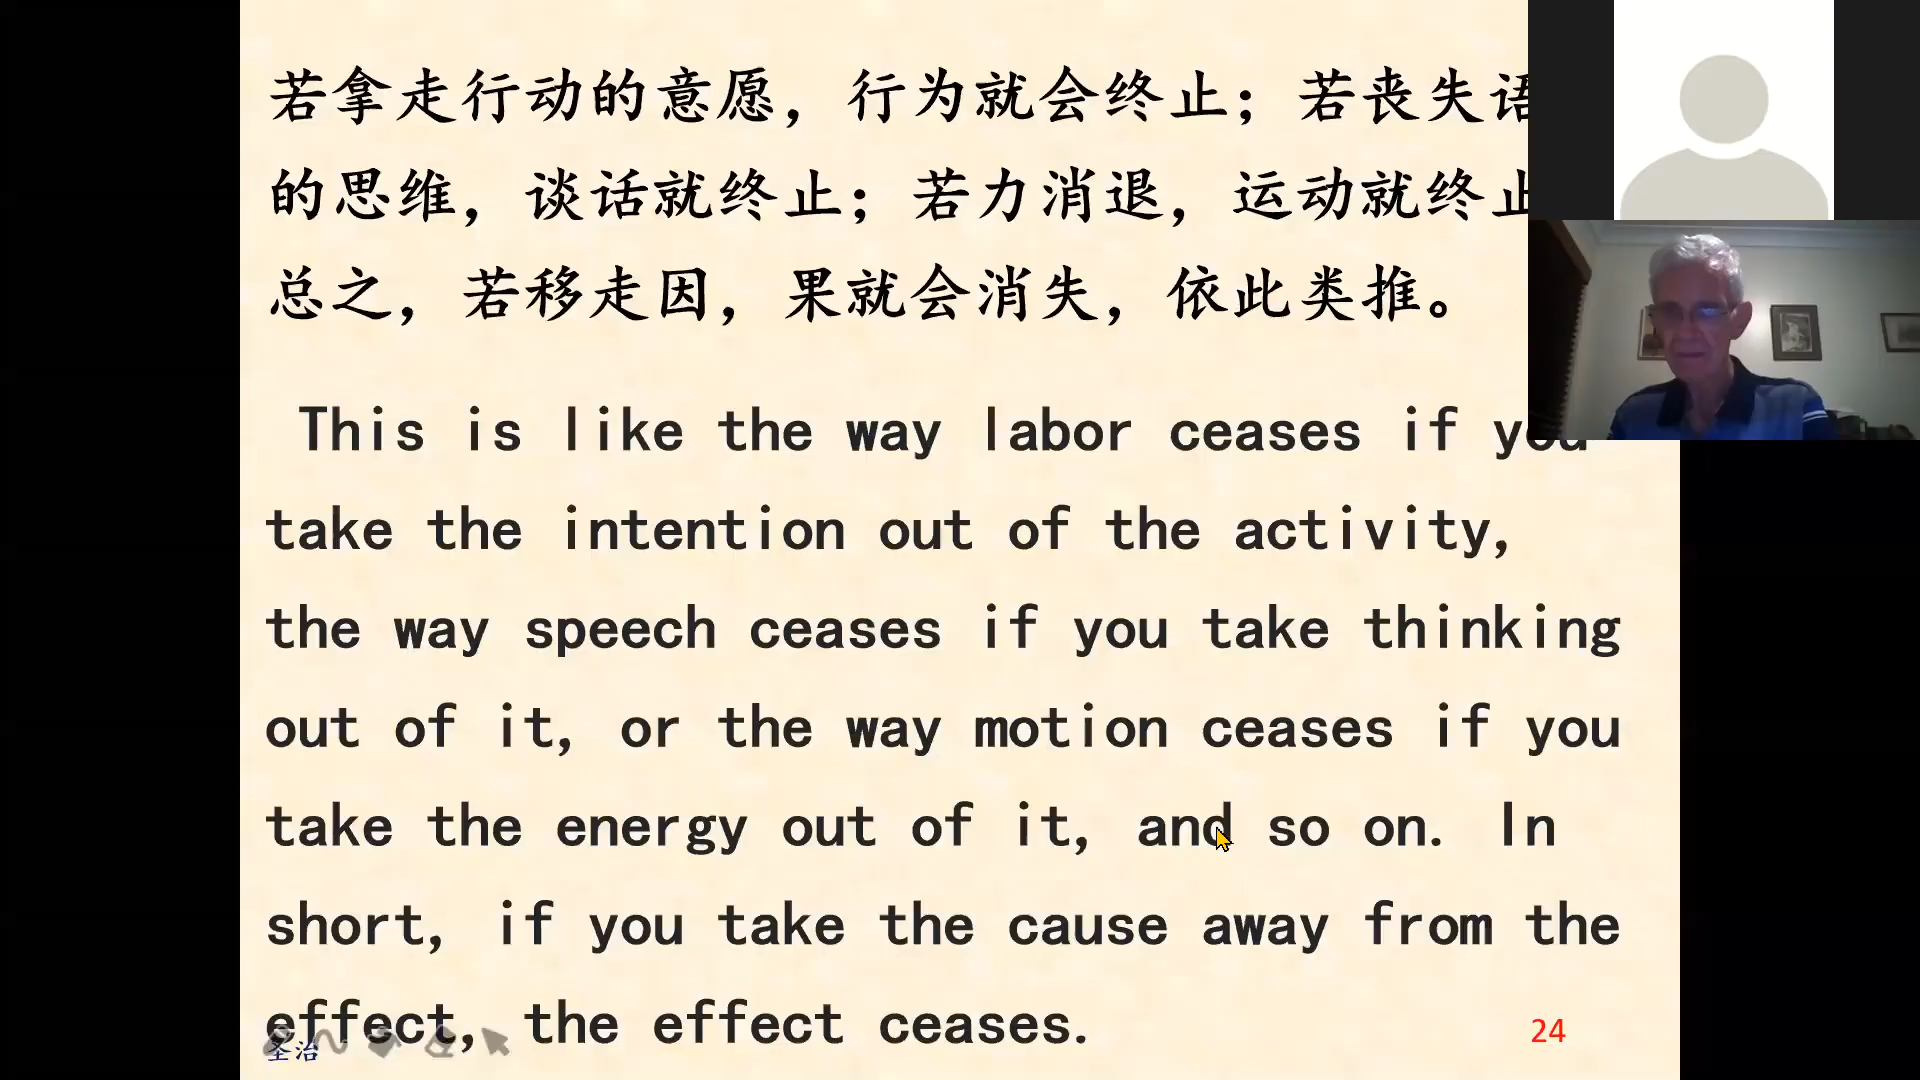 若拿走行动的意愿，行为就会终止；若丧失语
的思维，谈话就终止；若力消退，运动就终止
总之，若移走因，果就会消失，依此类推。
This is like the way labor ceases if you
take the intention out of the activity,
the way speech ceases if you take thinking
out of it, or the way motion ceases if you
take the energy out of it, and so on. In
short, if you take the cause away from the
effect, the effect ceases.
圣治
24